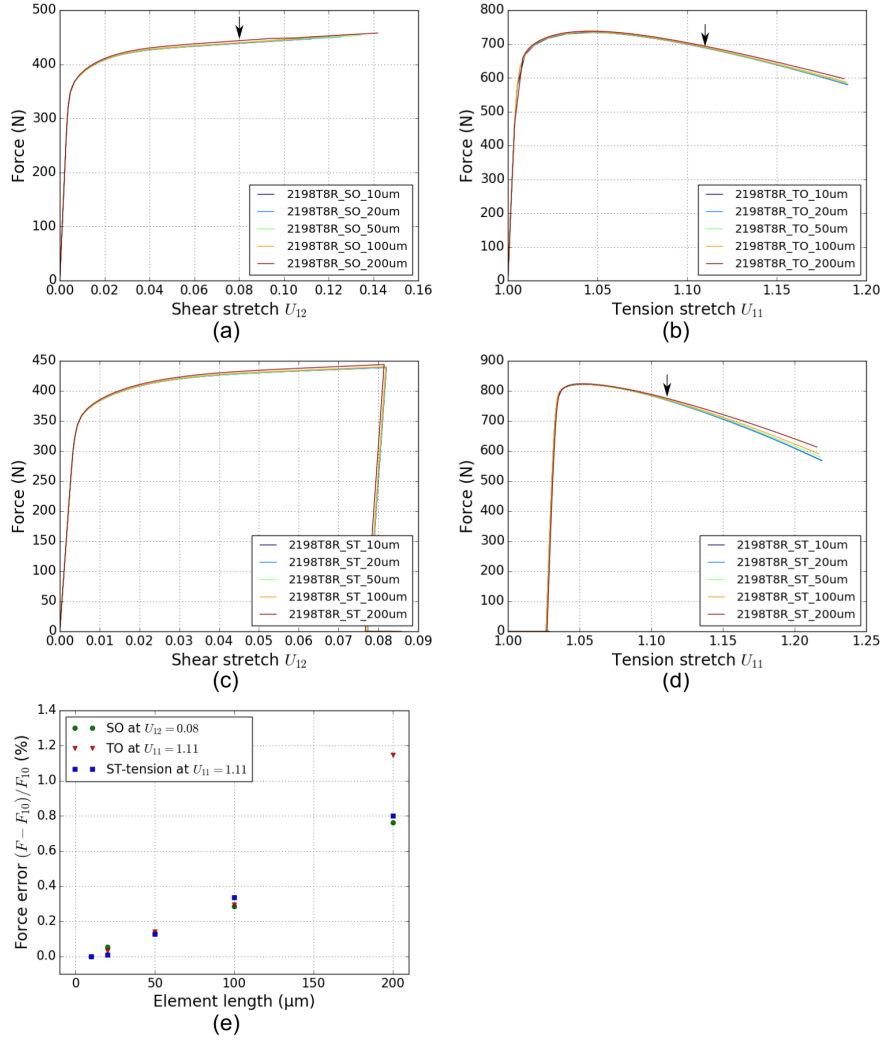 500
400
300
200
100
0
Force (N)
2198T8R_SO_10um
2198T8R_SO_20um
2198T8R_SO_50um
2198T8R_SO_100um
2198T8R_SO_200um
0.00 0.02 0.04 0.06 0.08 0.10 0.12 0.14 0.16
Shear stretch U12
(a)
800
700
600
500
400
300
200
100
0
Force (N)
2198T8R_TO_10um
2198T8R_TO_20um
2198T8R_TO_50um
2198T8R_TO_100um
2198T8R_TO_200um
1.00 1.05 1.10 1.15 1.20
Tension stretch U11
(b)
450
400
350
300
250
200
150
100
50
0
Force (N)
2198T8R_ST_10um
2198T8R_ST_20um
2198T8R_ST_50um
2198T8R_ST_100um
2198T8R_ST_200um
0.00 0.01 0.02 0.03 0.04 0.05 0.06 0.07 0.08 0.09
Shear stretch U12
(c)
900
800
700
600
500
400
300
200
100
0
Force (N)
2198T8R_ST_10um
2198T8R_ST_20um
2198T8R_ST_50um
2198T8R_ST_100um
2198T8R_ST_200um
1.00 1.05 1.10 1.15 1.20 1.25
Tension stretch U11
(d)
1.4
1.2
1.0
0.8
0.6
0.4
0.2
0.0
Force error (F−F10)/F10 (%)
SO at U12=0.08
TO at U11=1.11
ST-tension at U11=1.11
0 50 100 150 200
Element length (µm)
(e)